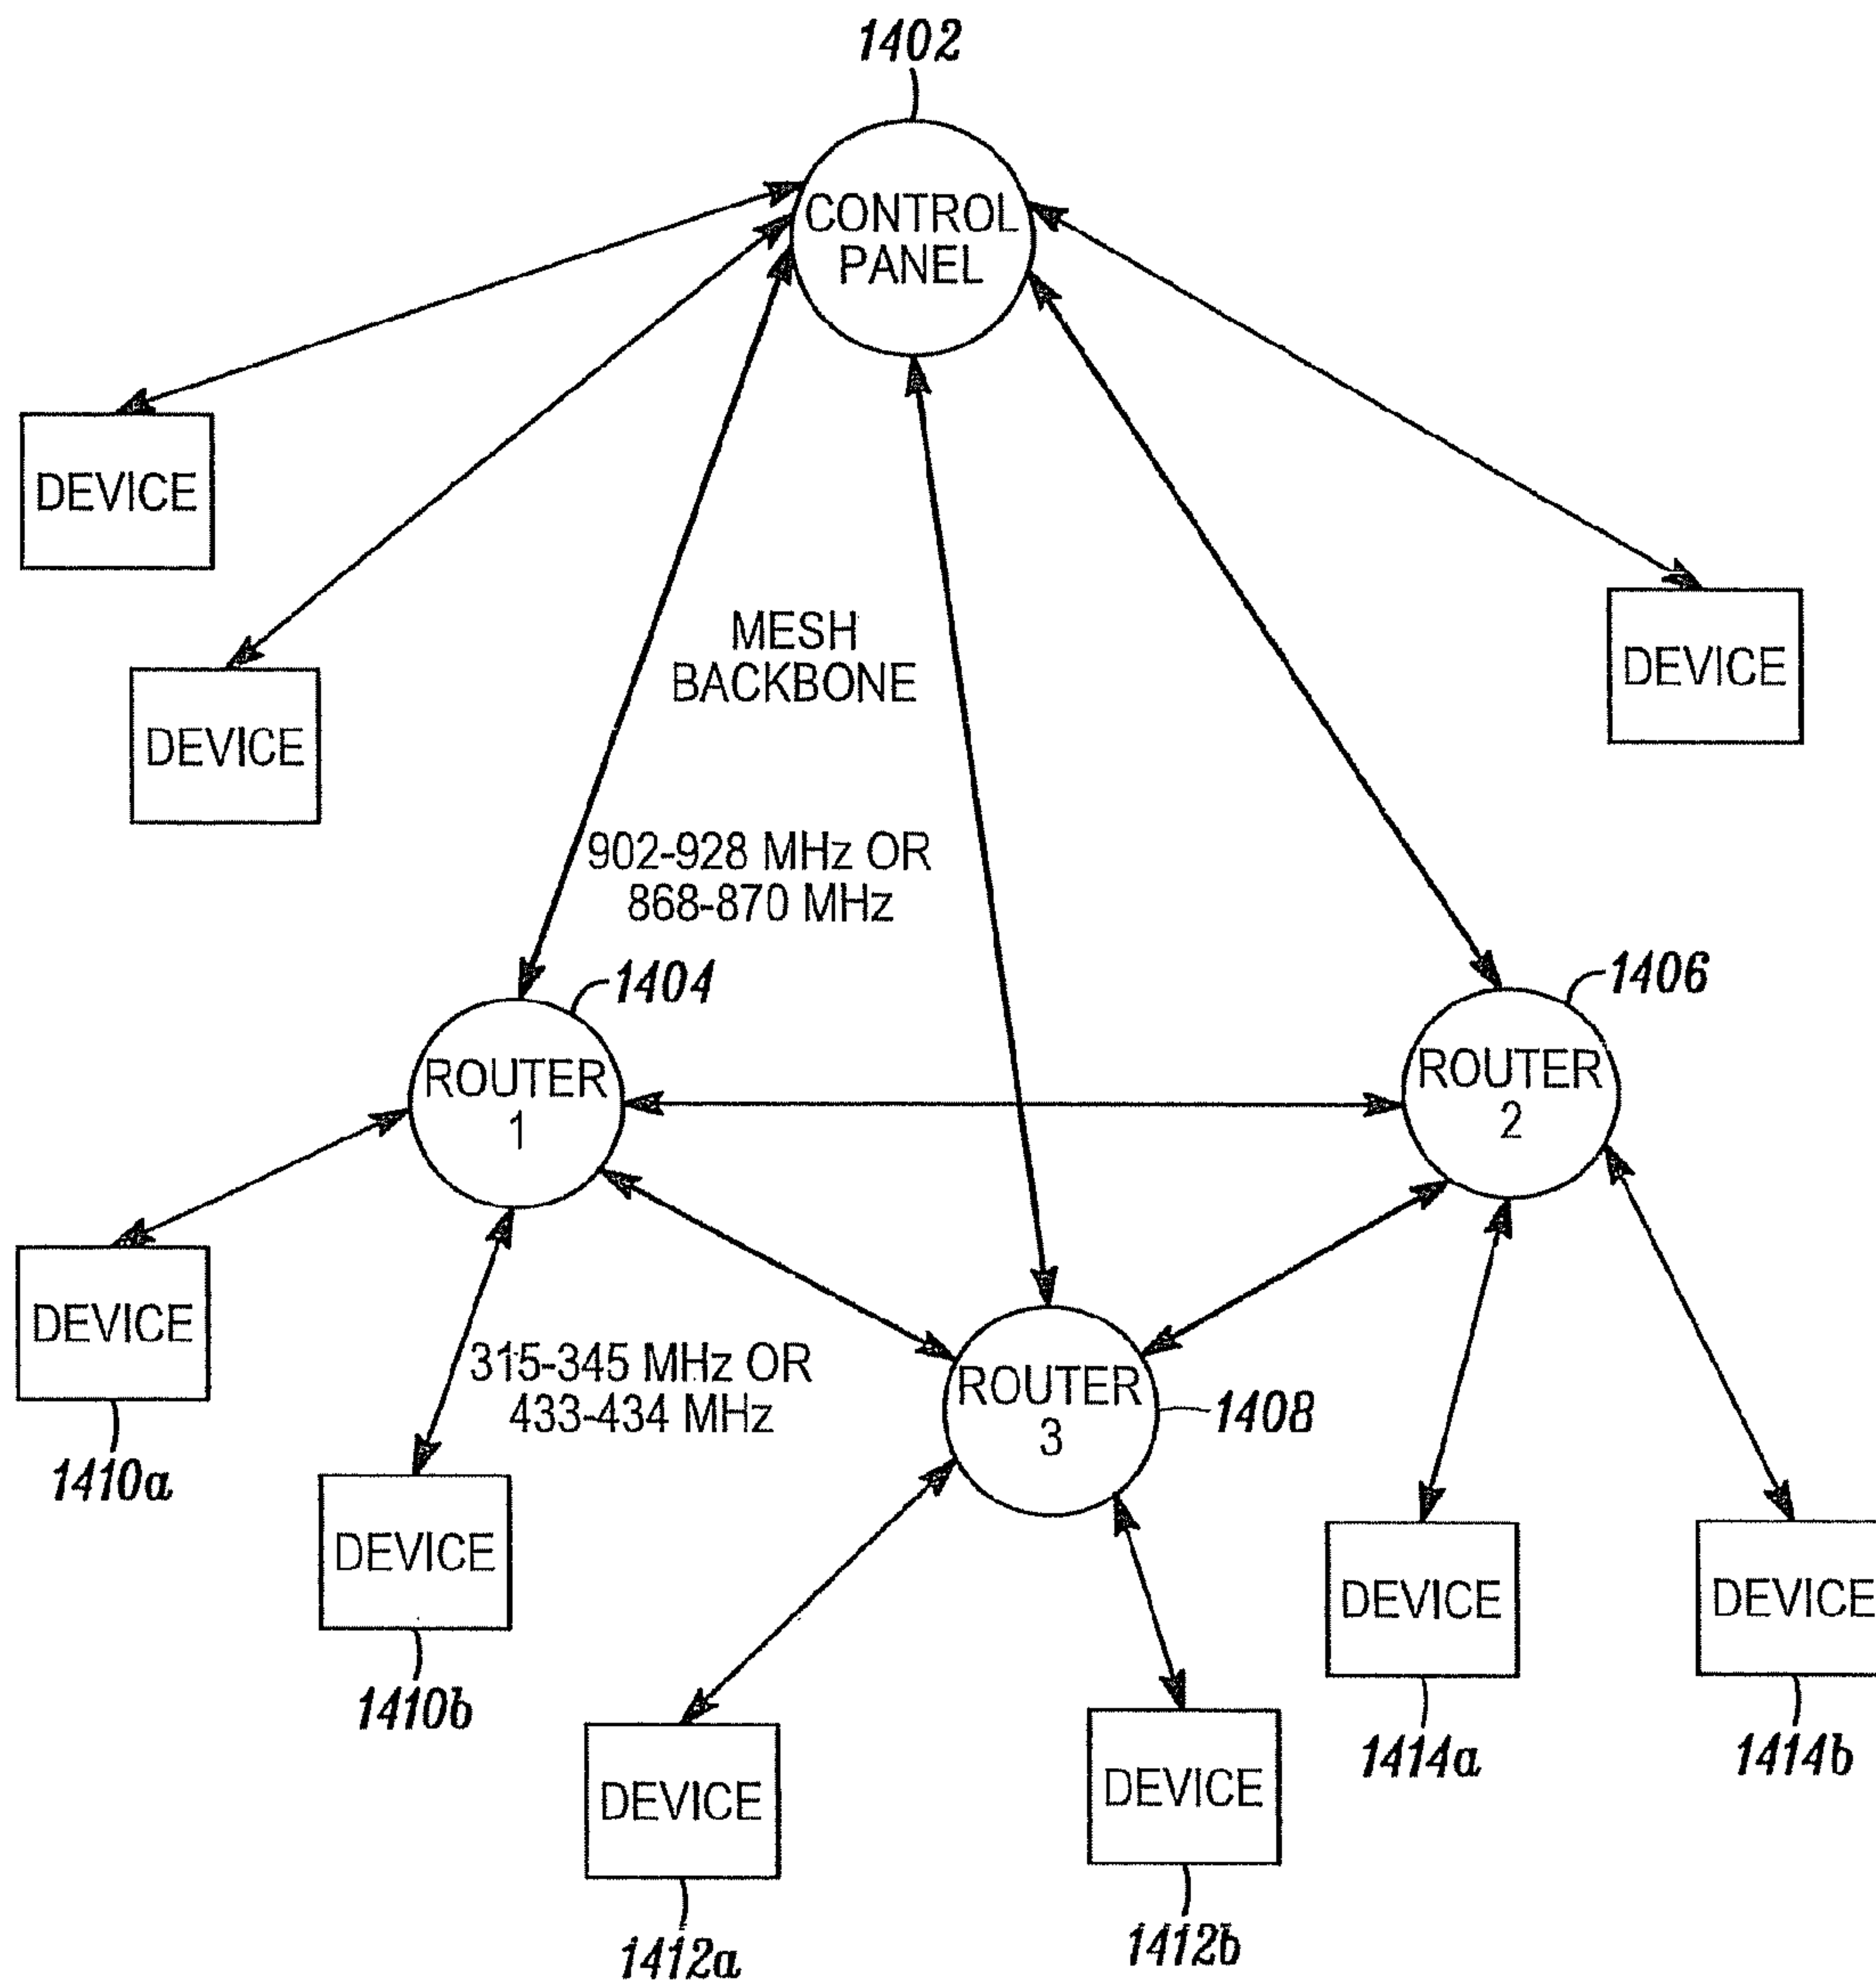 1402
CONTROL
PANEL
DEVICE
DEVICE
DEVICE
MESH
BACKBONE
902-928 MHz OR
868-870 MHz
1404
1406
ROUTER
1
ROUTER
2
DEVICE
1410a
315-345 MHz OR
433-434 MHz
ROUTER
3
1408
DEVICE
1410b
DEVICE
1414a
DEVICE
1414b
DEVICE
1412a
DEVICE
1412b